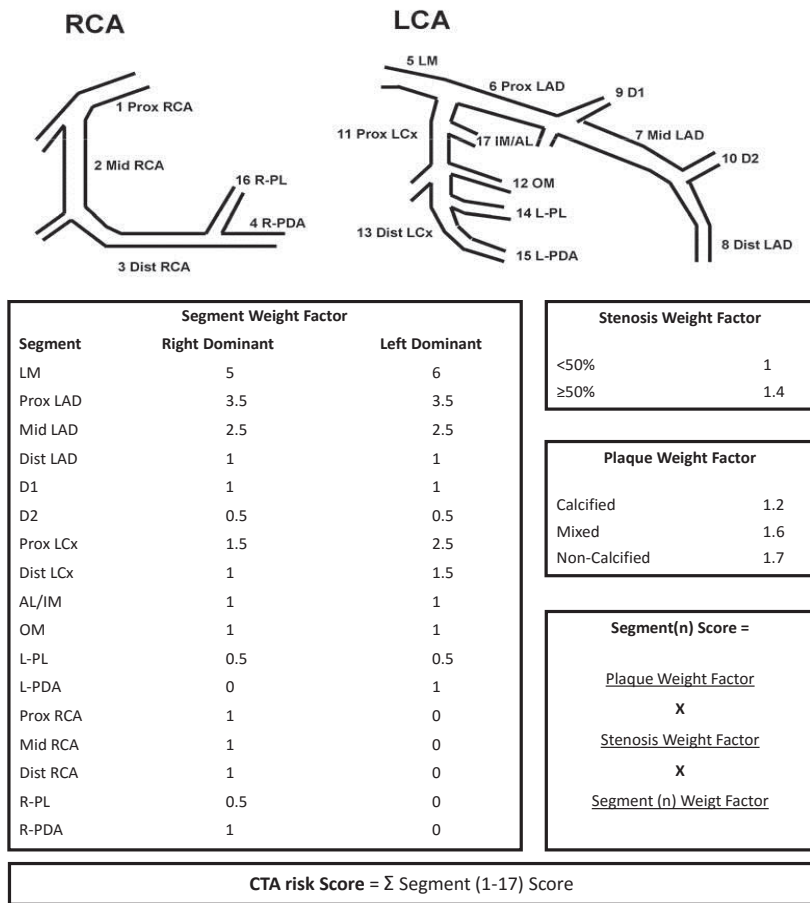 RCA
LCA
1 Prox RCA
2 Mid RCA
16 R-PL
4 R-PDA
3 Dist RCA
5 LM
6 Prox LAD
9 D1
11 Prox LCx
17 IM/AL
7 Mid LAD
10 D2
12 OM
14 L-PL
13 Dist LCx
15 L-PDA
8 Dist LAD
Segment Weight Factor
Segment Right Dominant Left Dominant
LM 5 6
Prox LAD 3.5 3.5
Mid LAD 2.5 2.5
Dist LAD 1 1
D1 1 1
D2 0.5 0.5
Prox LCx 1.5 2.5
Dist LCx 1 1.5
AL/IM 1 1
OM 1 1
L-PL 0.5 0.5
L-PDA 0 1
Prox RCA 1 0
Mid RCA 1 0
Dist RCA 1 0
R-PL 0.5 0
R-PDA 1 0
Stenosis Weight Factor
<50% 1
≥50% 1.4
Plaque Weight Factor
Calcified 1.2
Mixed 1.6
Non-Calcified 1.7
Segment(n) Score =
Plaque Weight Factor
X
Stenosis Weight Factor
X
Segment (n) Weigt Factor
CTA risk Score = Σ Segment (1-17) Score